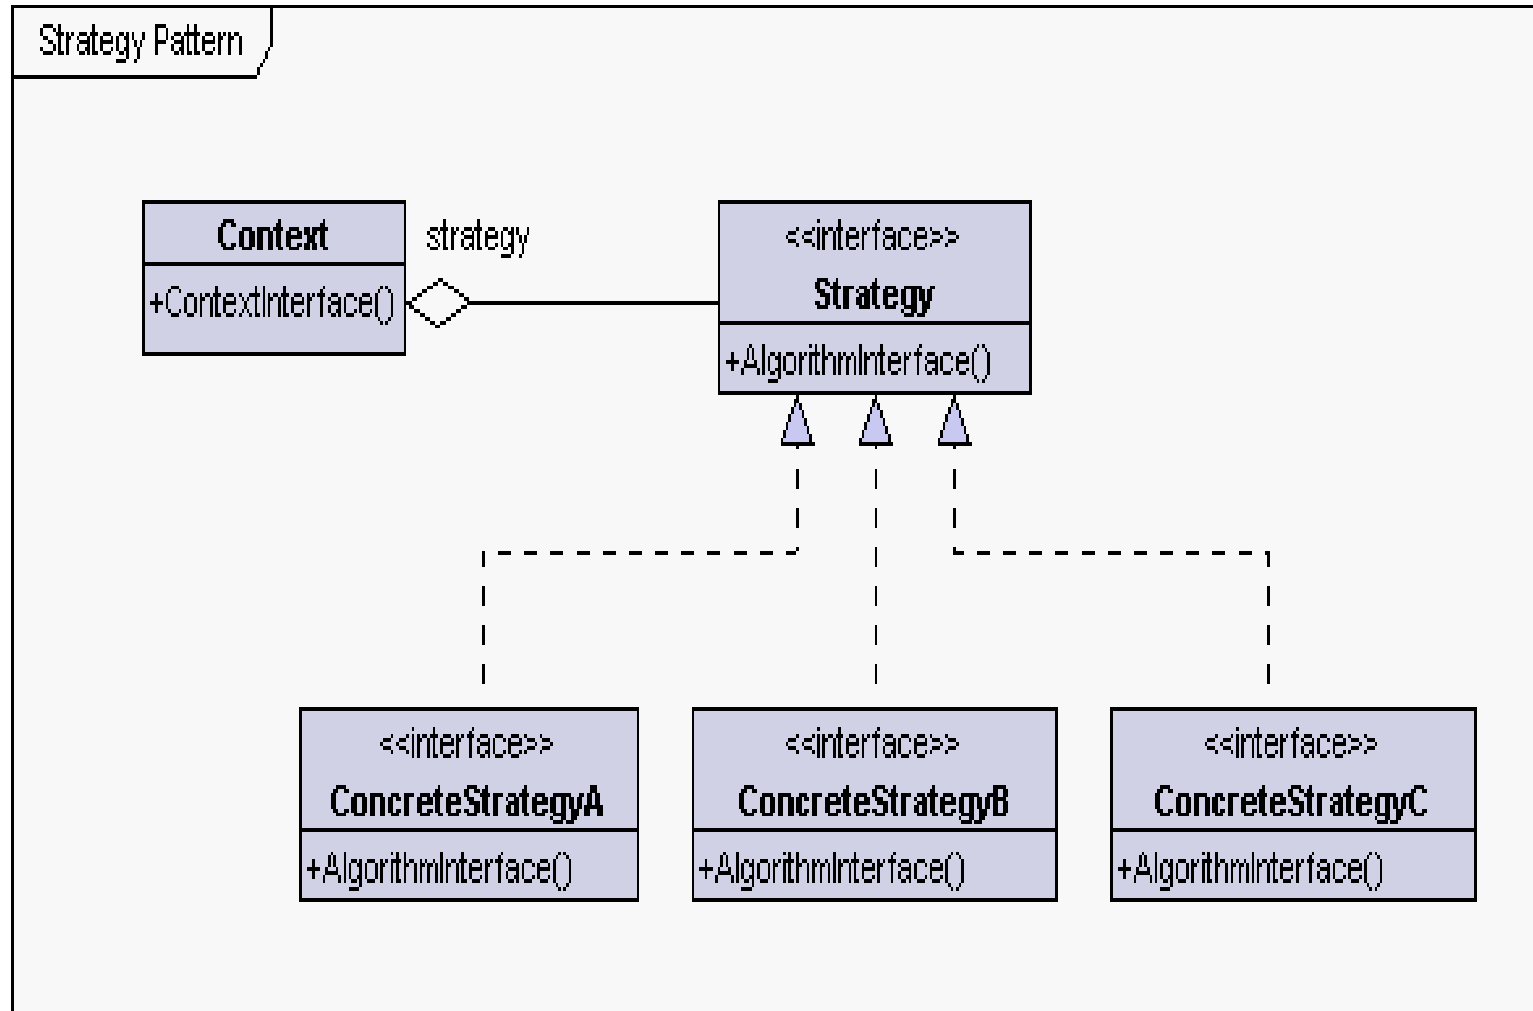 Strategy Pattern
Context
+ContextInterface()
strategy
<<interface>>
Strategy
+AlgorithmInterface()
<<interface>>
ConcreteStrategyA
+AlgorithmInterface()
<<interface>>
ConcreteStrategyB
+AlgorithmInterface()
<<interface>>
ConcreteStrategyC
+AlgorithmInterface()